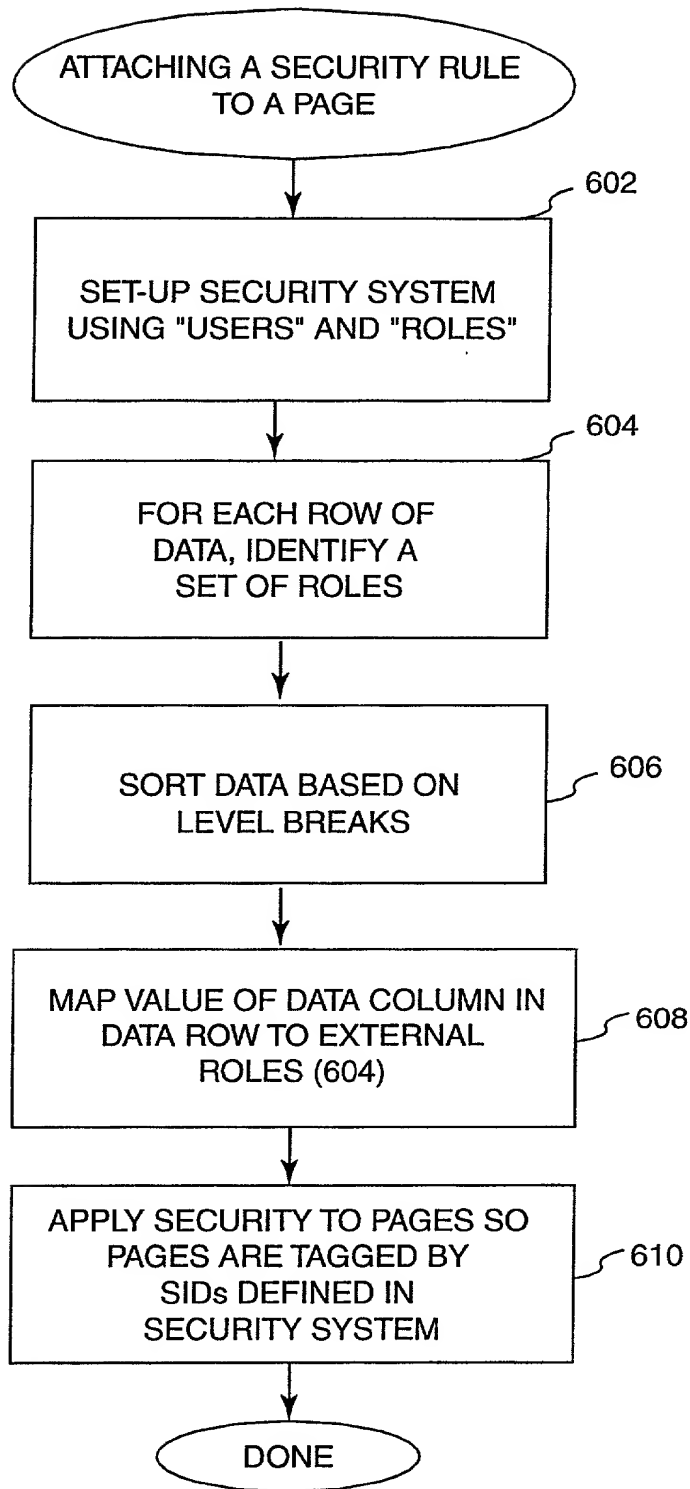 ATTACHING A SECURITY RULE
TO A PAGE
602
SET-UP SECURITY SYSTEM
USING "USERS" AND "ROLES"
604
FOR EACH ROW OF
DATA, IDENTIFY A
SET OF ROLES
SORT DATA BASED ON
LEVEL BREAKS
606
MAP VALUE OF DATA COLUMN IN
DATA ROW TO EXTERNAL
ROLES (604)
608
APPLY SECURITY TO PAGES SO
PAGES ARE TAGGED BY
SIDs DEFINED IN
SECURITY SYSTEM
610
DONE